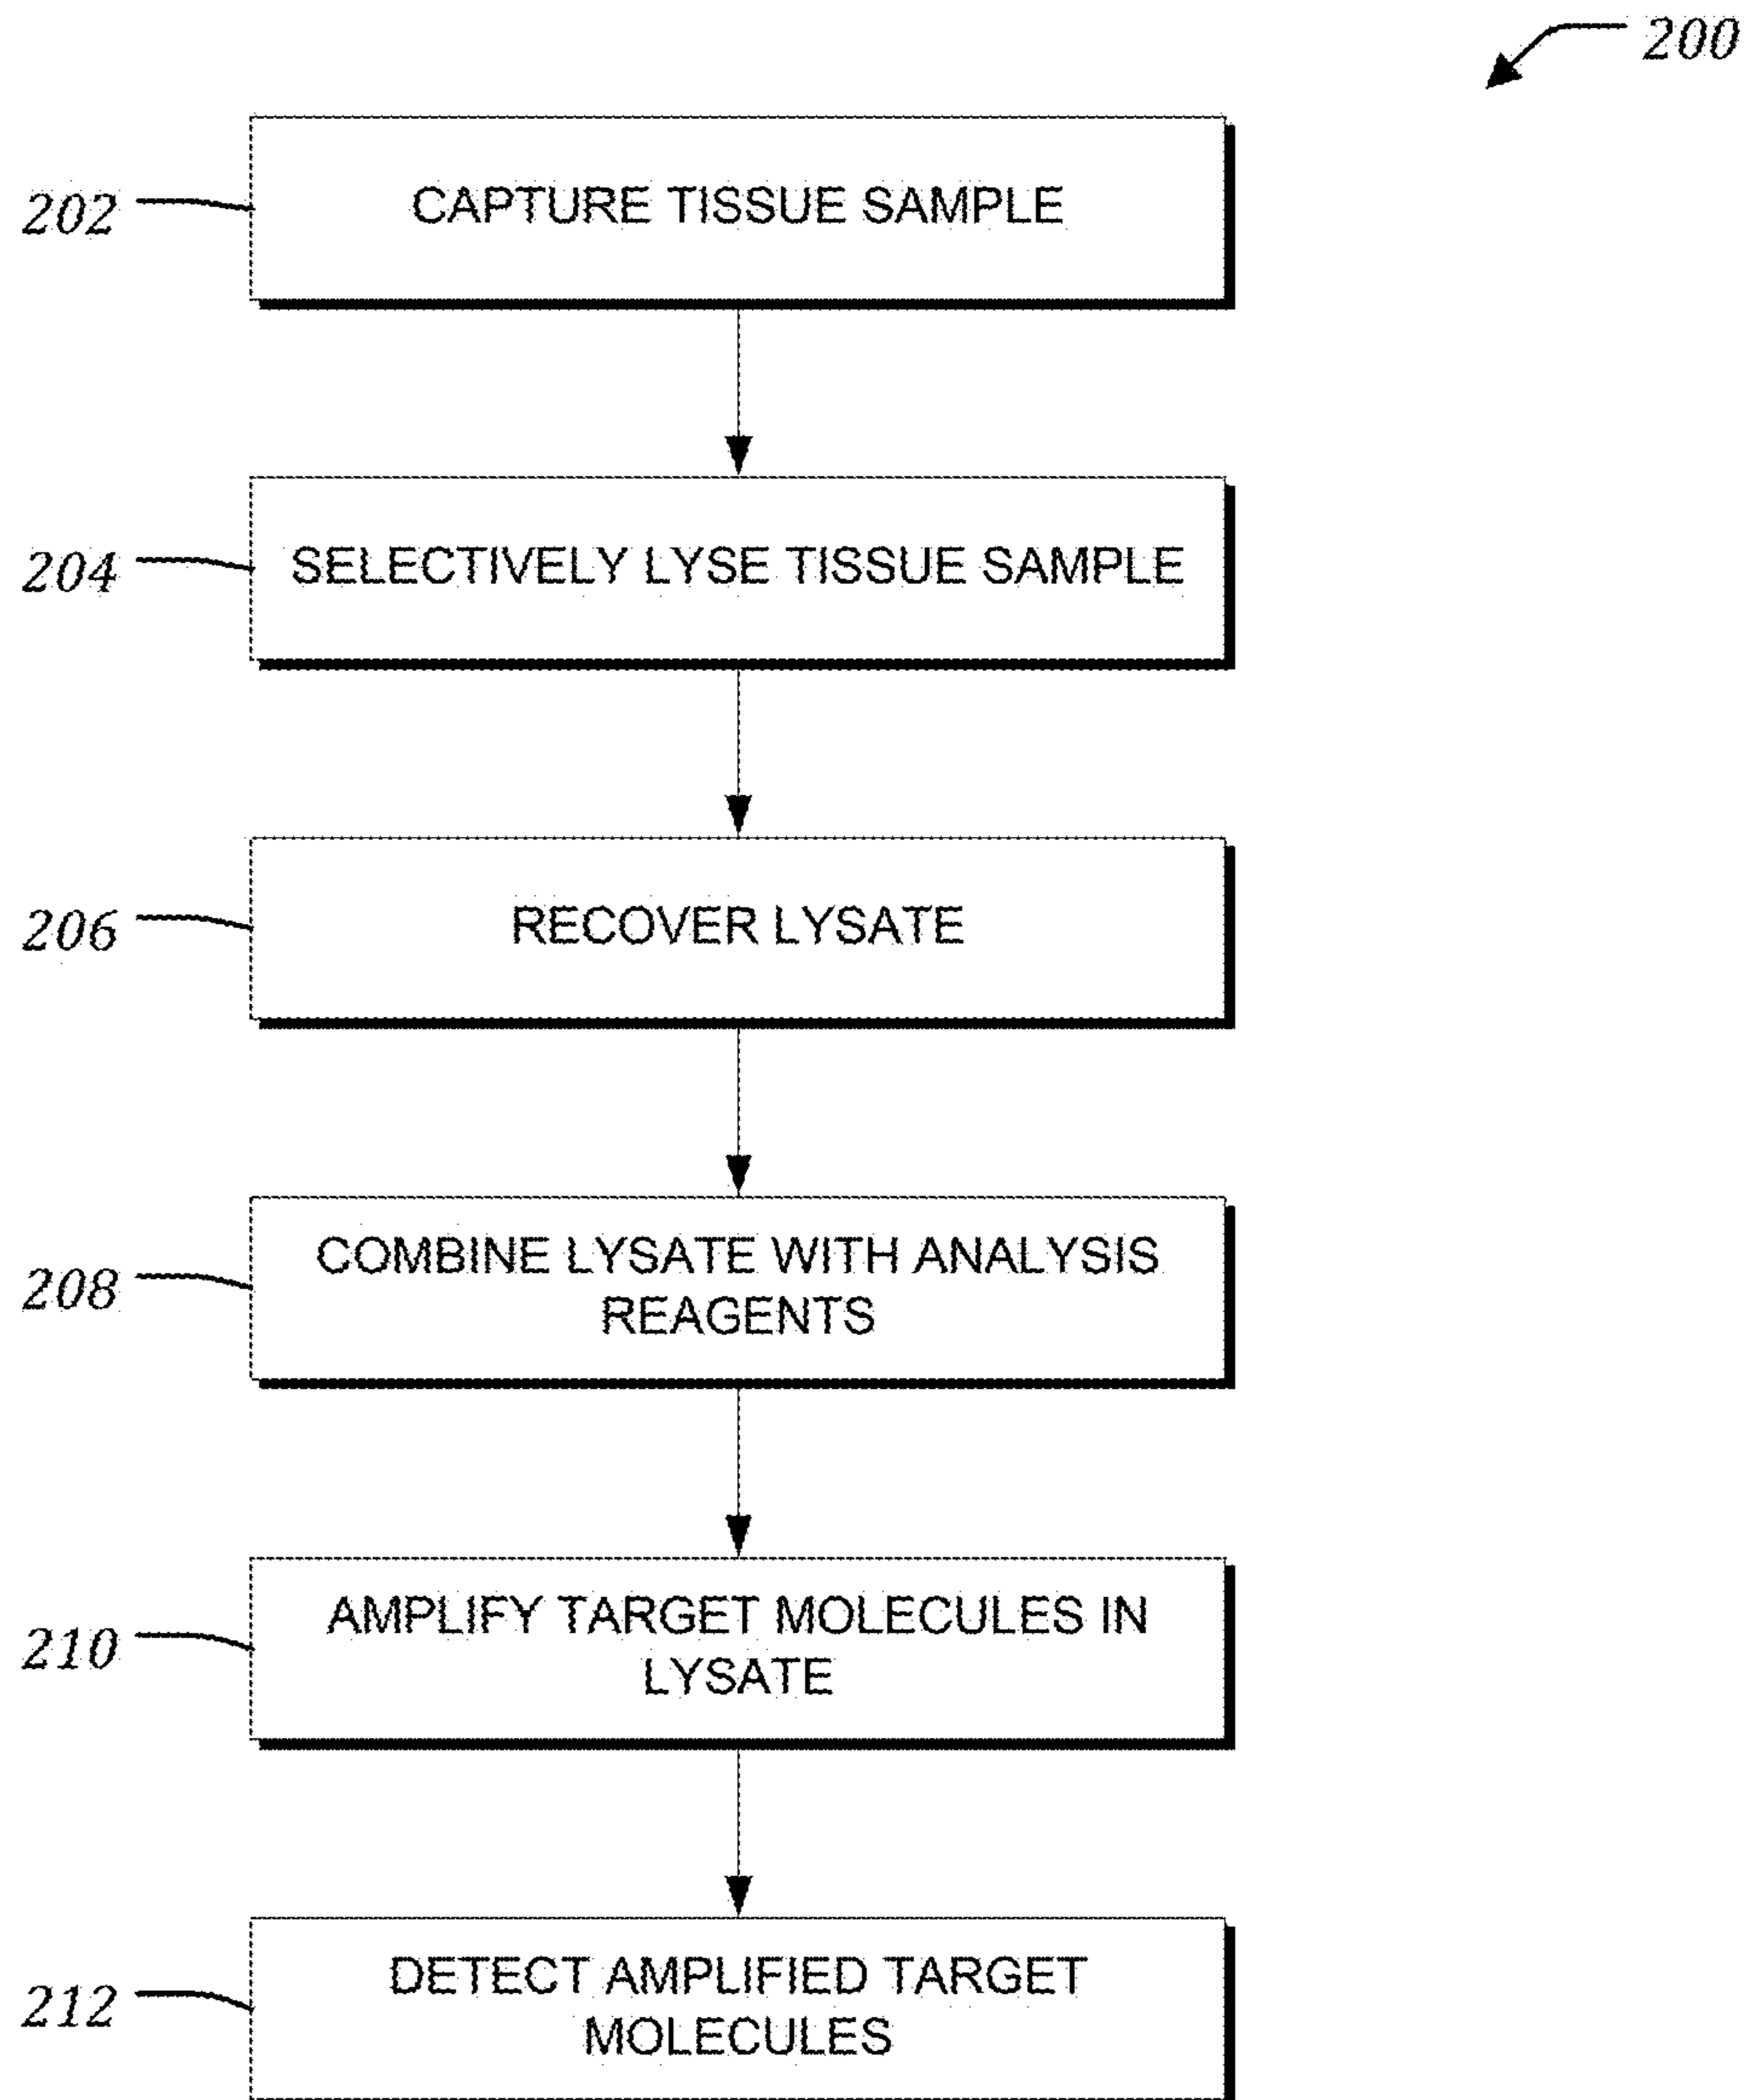 200
202
CAPTURE TISSUE SAMPLE
204
SELECTIVELY LYSE TISSUE SAMPLE
206
RECOVER LYSATE
208
COMBINE LYSATE WITH ANALYSIS
REAGENTS
210
AMPLIFY TARGET MOLECULES IN
LYSATE
212
DETECT AMPLIFIED TARGET
MOLECULES